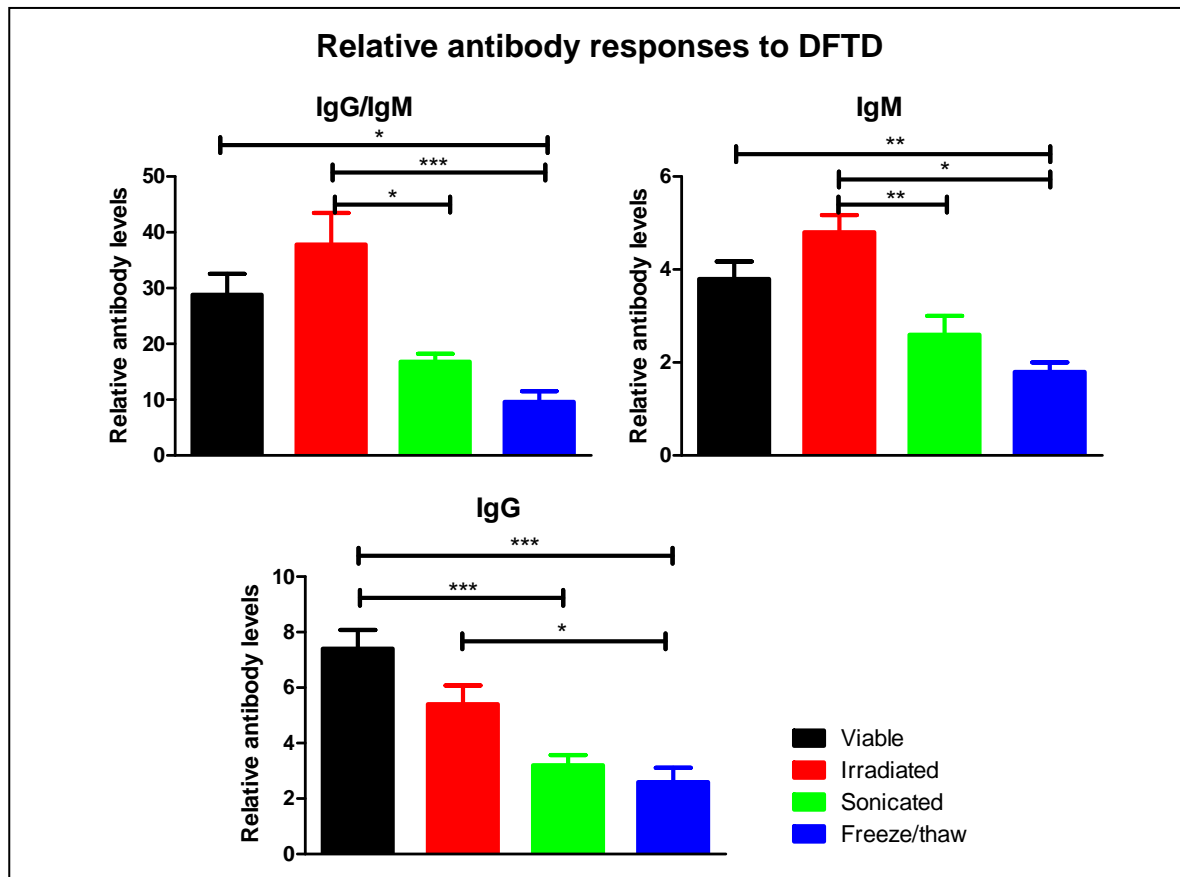 Relative antibody responses to DFTD
IgG/IgM
*
***
*
Relative antibody levels
50
40
30
20
10
0
IgM
**
*
**
Relative antibody levels
6
4
2
0
IgG
***
***
*
Relative antibody levels
10
8
6
4
2
0
Viable
Irradiated
Sonicated
Freeze/thaw